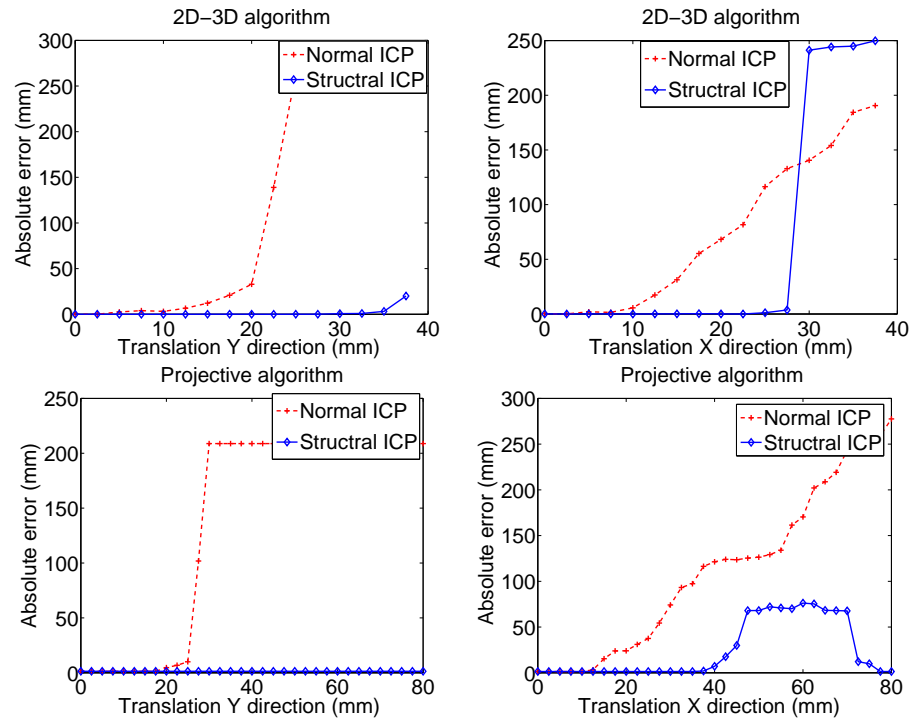 2D−3D algorithm
300
250
200
150
100
50
0
Absolute error (mm)
Normal ICP
Structral ICP
0 20 40
Translation Y direction (mm)
2D−3D algorithm
250
200
150
100
50
0
Absolute error (mm)
Normal ICP
Structral ICP
0 10 20 30 40
Translation X direction (mm)
Projective algorithm
250
200
150
100
50
0
Absolute error (mm)
Normal ICP
Structral ICP
0 20 40 60 80
Translation Y direction (mm)
Projective algorithm
300
250
200
150
100
50
0
Absolute error (mm)
Normal ICP
Structral ICP
0 20 40 60 80
Translation X direction (mm)